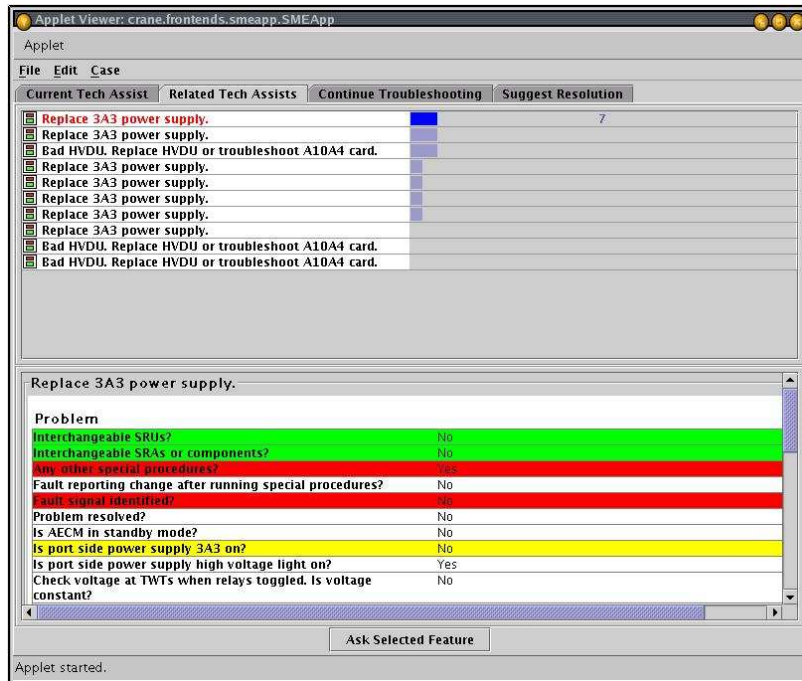 Applet Viewer: crane.frontends.smeapp.SMEApp
Applet
File Edit Case
Current Tech Assist Related Tech Assists Continue Troubleshooting Suggest Resolution
Replace 3A3 power supply. 7
Replace 3A3 power supply.
Bad HVDU. Replace HVDU or troubleshoot A10A4 card.
Replace 3A3 power supply.
Replace 3A3 power supply.
Replace 3A3 power supply.
Replace 3A3 power supply.
Replace 3A3 power supply.
Bad HVDU. Replace HVDU or troubleshoot A10A4 card.
Bad HVDU. Replace HVDU or troubleshoot A10A4 card.
Replace 3A3 power supply.
Problem
Interchangeable SRUs? No
Interchangeable SRAs or components? No
Any other special procedures? Yes
Fault reporting change after running special procedures? No
Fault signal identified? No
Problem resolved? No
Is AECM in standby mode? No
Is port side power supply 3A3 on? No
Is port side power supply high voltage light on? Yes
Check voltage at TWTs when relays toggled. Is voltage No
constant?
Ask Selected Feature
Applet started.